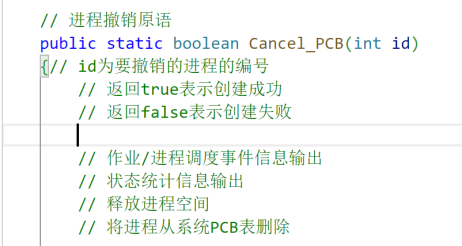 // 进程撤销原语
public static boolean Cancel_PCB(int id)
{// id为要撤销的进程的编号
// 返回true表示创建成功
// 返回false表示创建失败
// 作业/进程调度事件信息输出
// 状态统计信息输出
// 释放进程空间
// 将进程从系统PCB表删除